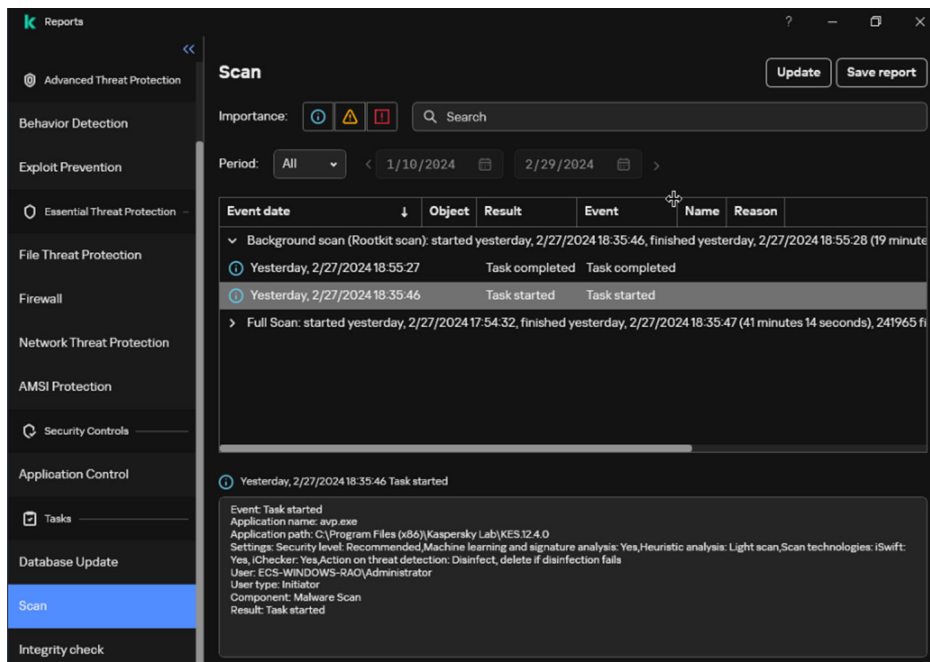 Reports
Advanced Threat Protection
Behavior Detection
Exploit Prevention
Essential Threat Protection
File Threat Protection
Firewall
Network Threat Protection
AMSI Protection
Security Controls
Application Control
Tasks
Database Update
Scan
Integrity check
Scan
Update
Save report
Importance:
Search
Period: All 1/10/2024 2/29/2024
Event date ↓ Object Result Event Name Reason
Background scan (Rootkit scan): started yesterday, 2/27/2024 18:35:46, finished yesterday, 2/27/2024 18:55:28 (19 minute
Yesterday, 2/27/2024 18:55:27 Task completed Task completed
Yesterday, 2/27/2024 18:35:46 Task started Task started
Full Scan: started yesterday, 2/27/2024 17:54:32, finished yesterday, 2/27/2024 18:35:47 (41 minutes 14 seconds), 241965 fi
Yesterday, 2/27/2024 18:35:46 Task started
Event: Task started
Application name: avp.exe
Application path: C:\Program Files (x86)\Kaspersky Lab\KES.12.4.0
Settings: Security level: Recommended,Machine learning and signature analysis: Yes,Heuristic analysis: Light scan,Scan technologies: iSwift:
Yes, iChecker: Yes,Action on threat detection: Disinfect, delete if disinfection fails
User: ECS-WINDOWS-RAO\Administrator
User type: Initiator
Component: Malware Scan
Result: Task started